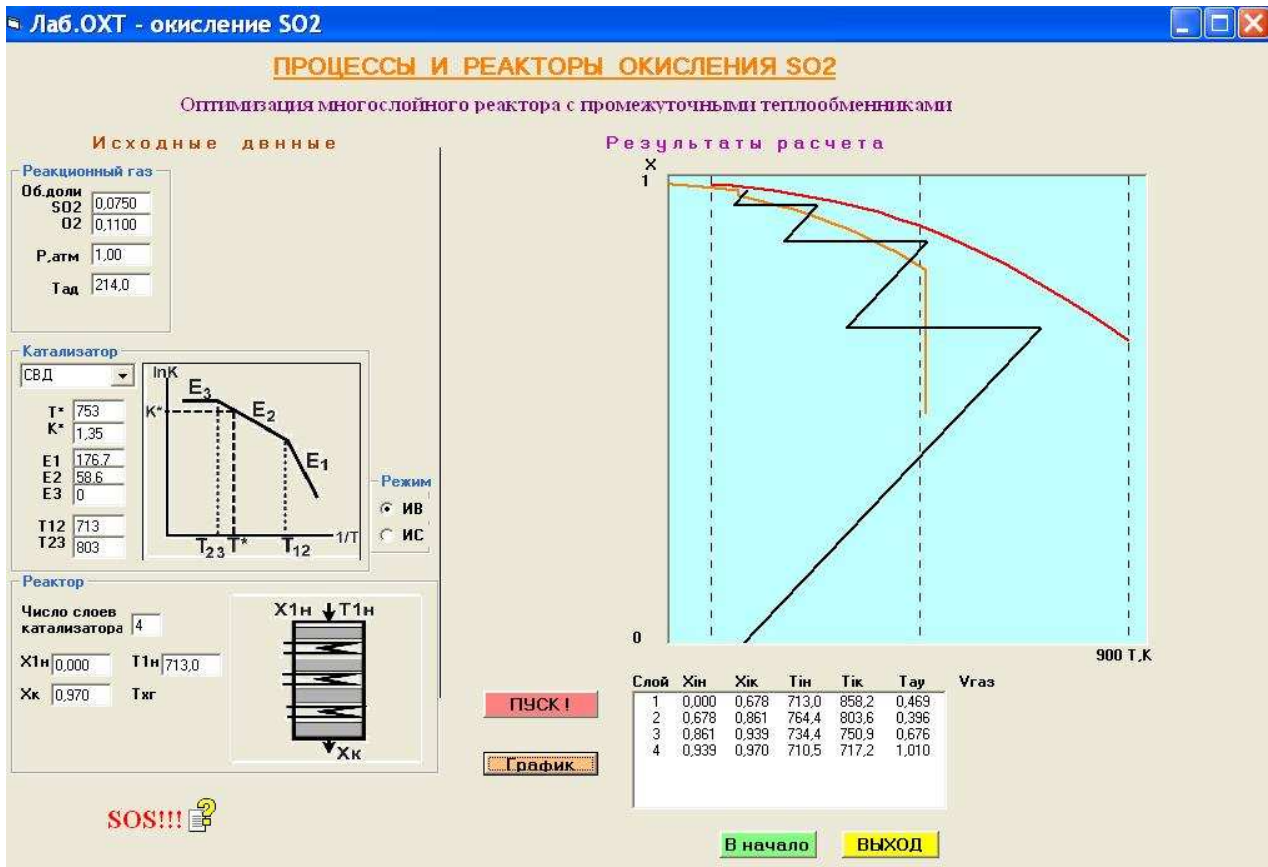 Лаб.ОХТ - окисление SO2
ПРОЦЕССЫ И РЕАКТОРЫ ОКИСЛЕНИЯ SO2
Оптимизация многослойного реактора с промежуточными теплообменниками
Исходные двнные
Реакционный газ
Об.доли
SO2 0,0750
O2 0,1100
P,атм 1,00
Tад 214,0
Катализатор
СВД
T* 753
K* 1,35
E1 176.7
E2 58.6
E3 0
T12 713
T23 803
lnK
E3
K*
E2
E1
1/T
T23 T* T12
Режим
ИВ
ИС
Реактор
Число слоев
катализатора 4
X1н 0,000 T1н 713,0
Xк 0,970 Tхг
X1н T1н
Xк
SOS!!!
Результаты расчета
X
1
0
900 T,K
ПУСК !
График
Слой Xiн Xiк Tiн Tiк Tау Vгаз
1 0,000 0,678 713,0 858,2 0,469
2 0,678 0,861 764,4 803,6 0,396
3 0,861 0,939 734,4 750,9 0,676
4 0,939 0,970 710,5 717,2 1,010
В начало
ВЫХОД